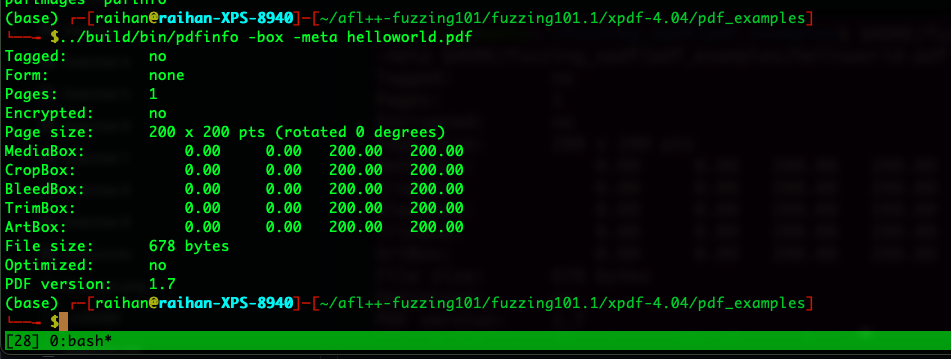 (base) ┌─[raihan@raihan-XPS-8940]─[~/afl++-fuzzing101/fuzzing101.1/xpdf-4.04/pdf_examples]
└──╼ $../build/bin/pdfinfo -box -meta helloworld.pdf
Tagged:         no
Form:           none
Pages:          1
Encrypted:      no
Page size:      200 x 200 pts (rotated 0 degrees)
MediaBox:           0.00     0.00   200.00   200.00
CropBox:            0.00     0.00   200.00   200.00
BleedBox:           0.00     0.00   200.00   200.00
TrimBox:            0.00     0.00   200.00   200.00
ArtBox:             0.00     0.00   200.00   200.00
File size:      678 bytes
Optimized:      no
PDF version:    1.7
(base) ┌─[raihan@raihan-XPS-8940]─[~/afl++-fuzzing101/fuzzing101.1/xpdf-4.04/pdf_examples]
└──╼ $
[28] 0:bash*